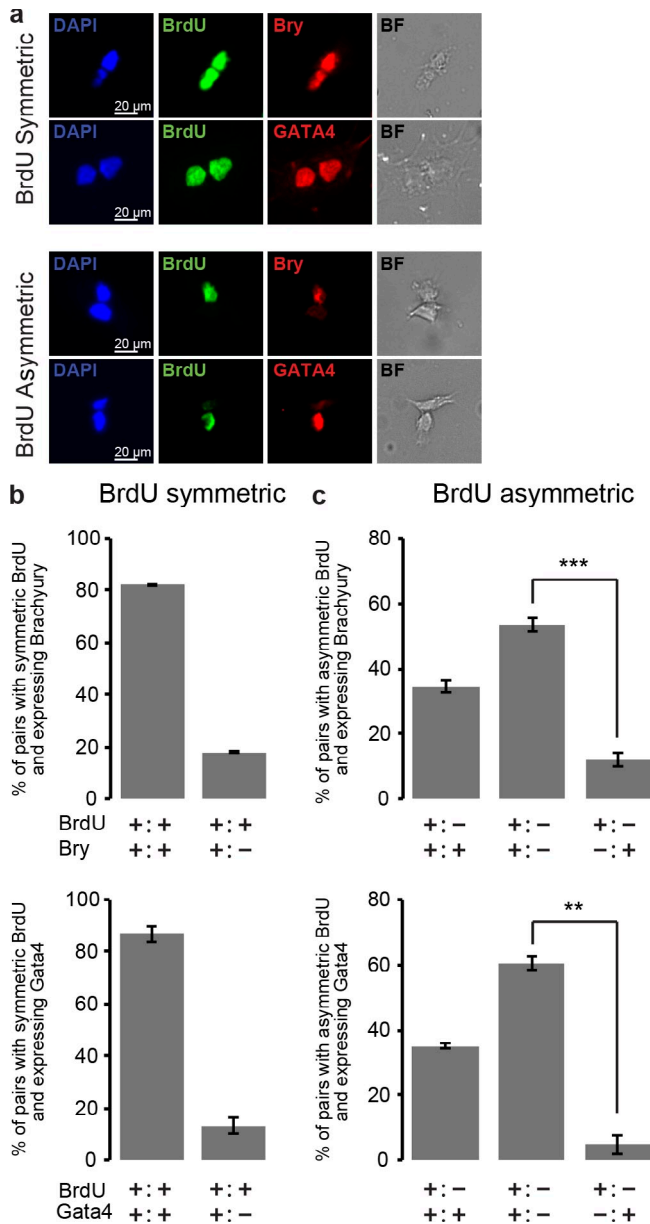 a
BrdU Symmetric
DAPI BrdU Bry BF
20 µm
DAPI BrdU GATA4 BF
20 µm
BrdU Asymmetric
DAPI BrdU Bry BF
20 µm
DAPI BrdU GATA4 BF
20 µm
b BrdU symmetric
% of pairs with symmetric BrdU
and expressing Brachyury
100
80
60
40
20
0
BrdU +:+ +:+
Bry +:+ +:−
% of pairs with symmetric BrdU
and expressing Gata4
100
80
60
40
20
0
BrdU +:+ +:+
Gata4 +:+ +:−
c BrdU asymmetric
% of pairs with asymmetric BrdU
and expressing Brachyury
80
60
40
20
0
***
+:− +:− +:−
+:+ +:− −:+
% of pairs with asymmetric BrdU
and expressing Gata4
80
60
40
20
0
**
+:− +:− +:−
+:+ +:− −:+